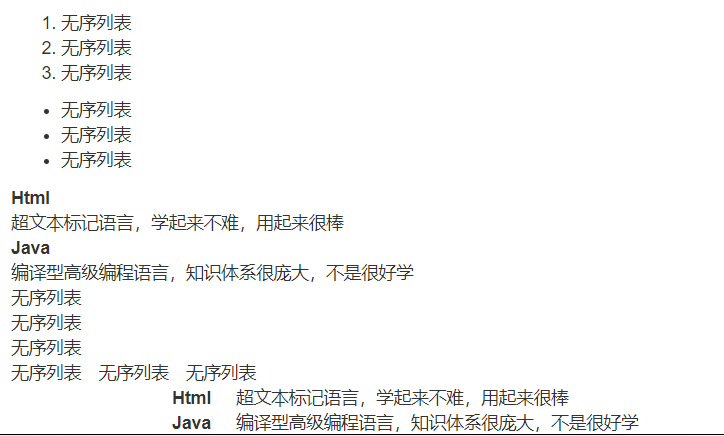 1. 无序列表
2. 无序列表
3. 无序列表
• 无序列表
• 无序列表
• 无序列表
Html
超文本标记语言，学起来不难，用起来很棒
Java
编译型高级编程语言，知识体系很庞大，不是很好学
无序列表
无序列表
无序列表
无序列表 无序列表 无序列表
Html 超文本标记语言，学起来不难，用起来很棒
Java 编译型高级编程语言，知识体系很庞大，不是很好学